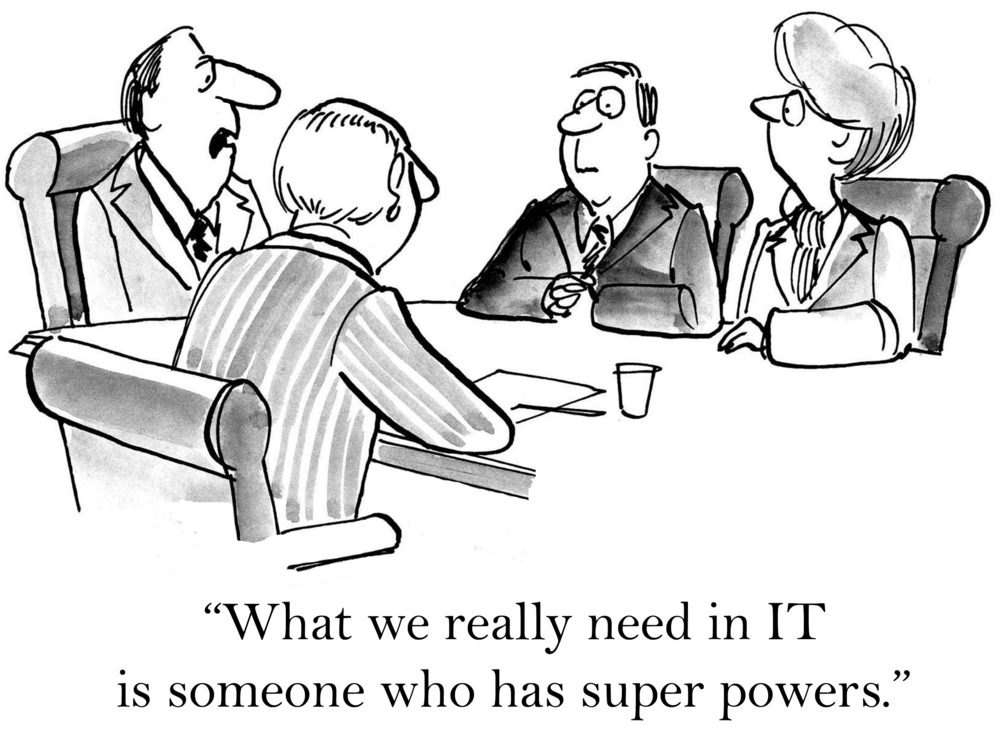 “What we really need in IT
is someone who has super powers.”